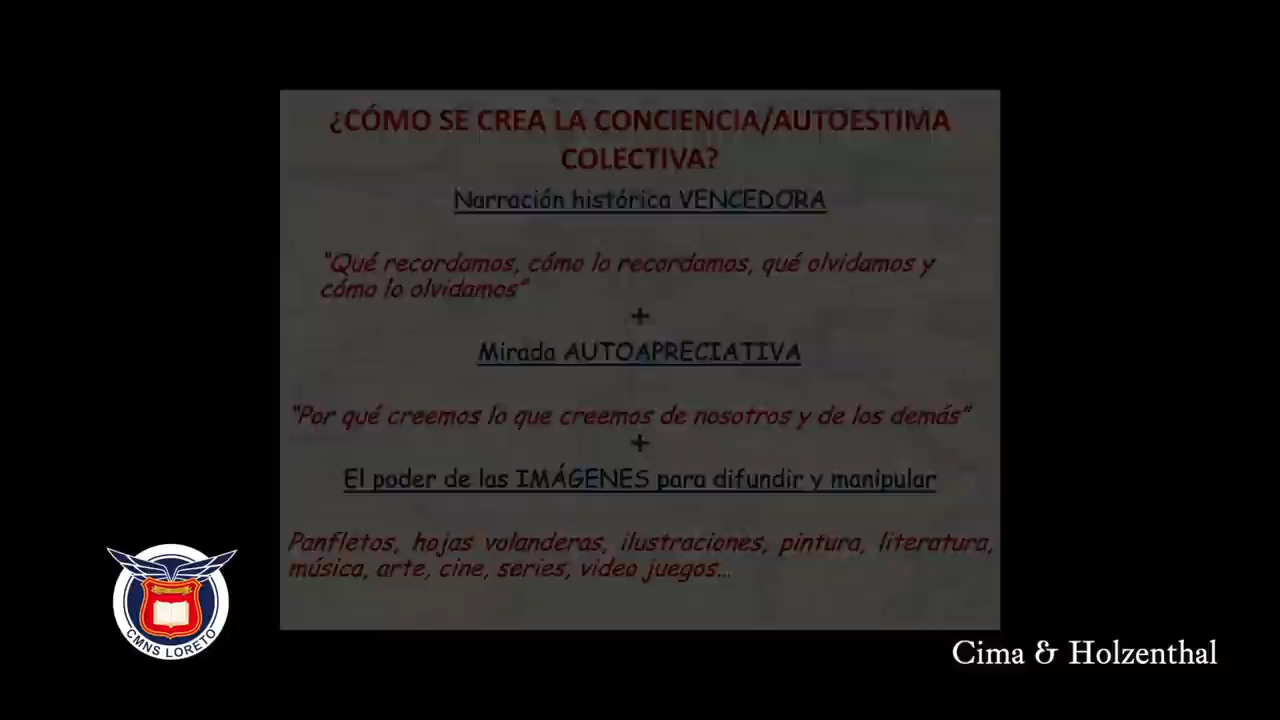 ¿CÓMO SE CREA LA CONCIENCIA/AUTOESTIMA
COLECTIVA?
Narración histórica VENCEDORA
"Qué recordamos, cómo lo recordamos, qué olvidamos y
cómo lo olvidamos"
+
Mirada AUTOAPRECIATIVA
"Por qué creemos lo que creemos de nosotros y de los demás"
+
El poder de las IMÁGENES para difundir y manipular
Panfletos, hojas volanderas, ilustraciones, pintura, literatura,
música, arte, cine, series, video juegos...
CMNS LORETO
Cima & Holzenthal